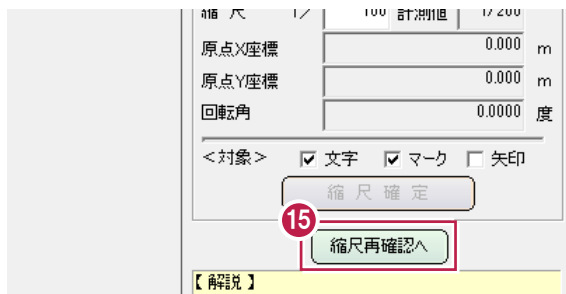 縮 尺 1/ 100 計測値 1/200
原点X座標 0.000 m
原点Y座標 0.000 m
回転角 0.0000 度
<対象> 文字 マーク 矢印
縮 尺 確 定
15
縮尺再確認へ
【解説】